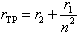 r_TP = r_2 + r_1/n^2